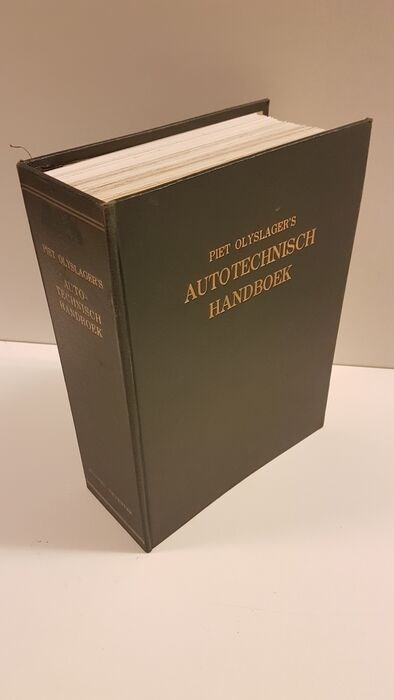 PIET OLYSLAGER'S
AUTOTECHNISCH
HANDBOEK
PIET OLYSLAGER'S
AUTO-
TECHNISCH
HANDBOEK